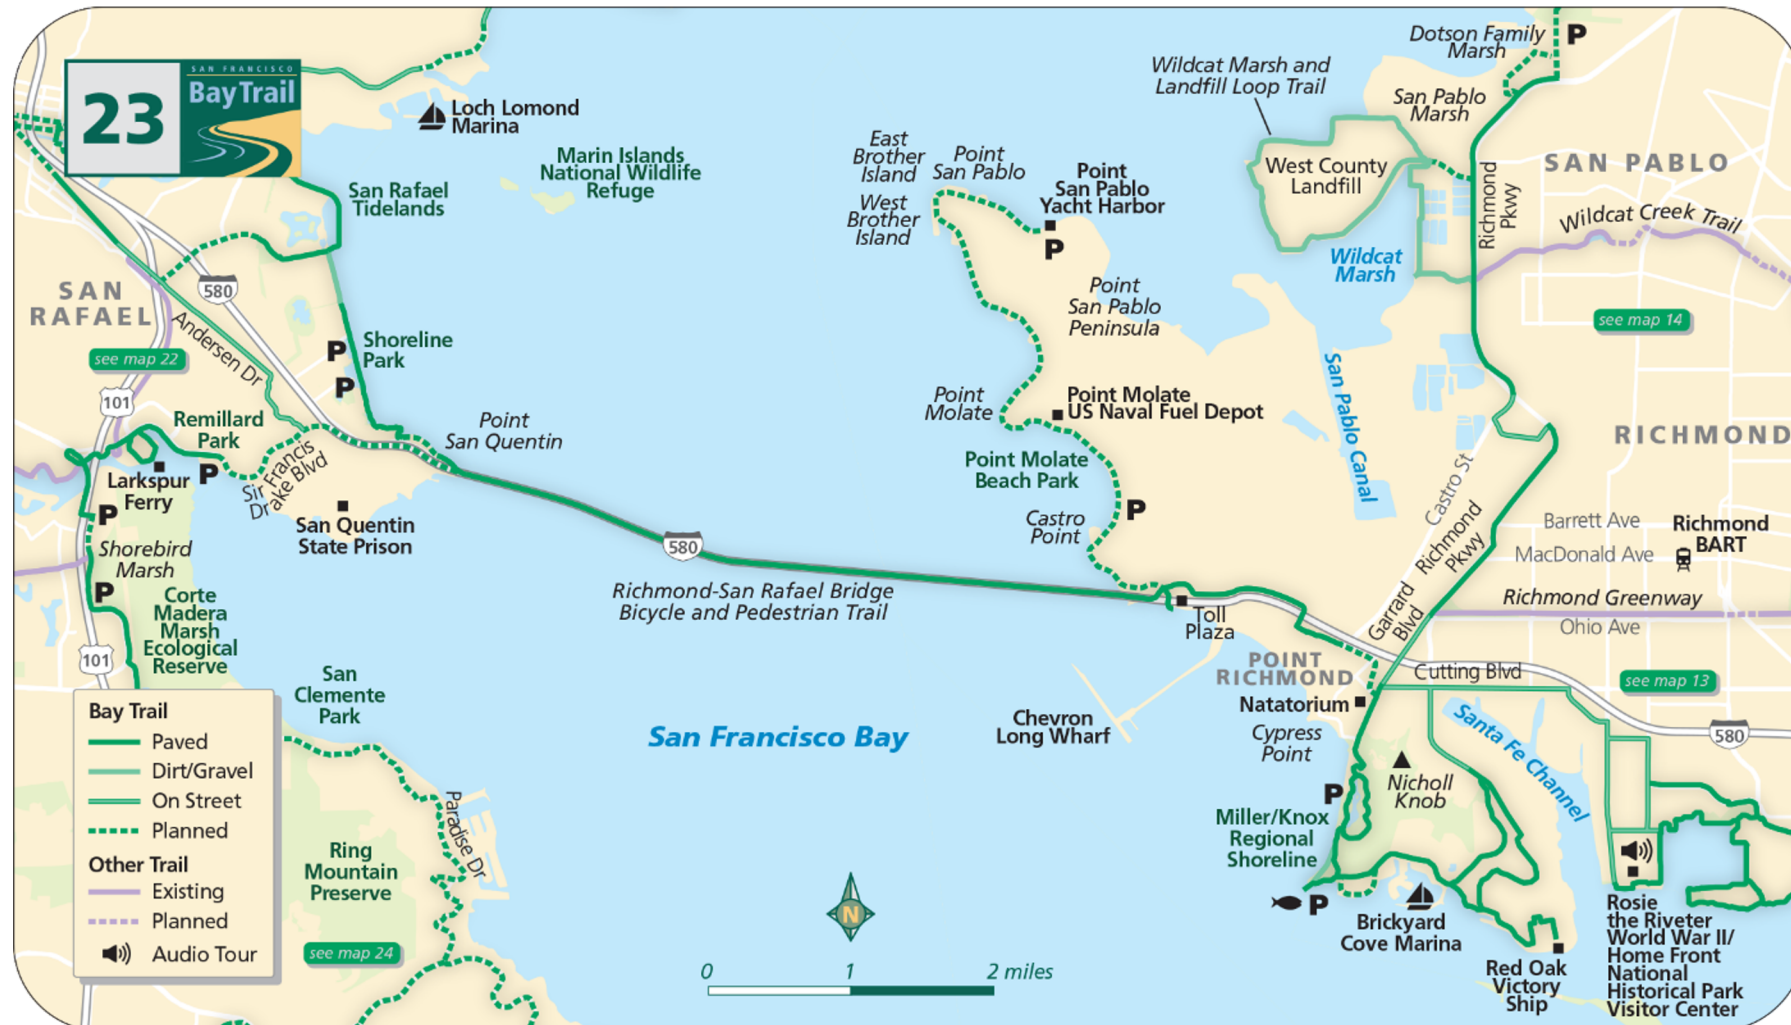 23
SAN FRANCISCO
BayTrail
Loch Lomond
Marina
San Rafael
Tidelands
Marin Islands
National Wildlife
Refuge
East
Brother
Island
West
Brother
Island
Point
San Pablo
Point
San Pablo
Yacht Harbor
P
Wildcat Marsh and
Landfill Loop Trail
Dotson Family
Marsh
P
San Pablo
Marsh
West County
Landfill
SAN PABLO
Richmond
Pkwy
Wildcat Creek Trail
Wildcat
Marsh
see map 14
Point
San Pablo
Peninsula
SAN
RAFAEL
580
see map 22
Andersen Dr
P
P
Shoreline
Park
101
Remillard
Park
P
Larkspur
Ferry
Sir Francis
Drake Blvd
San Quentin
State Prison
Point
San Quentin
Point
Molate
Point Molate
US Naval Fuel Depot
Point Molate
Beach Park
P
Castro
Point
San Pablo Canal
Castro St
RICHMOND
Richmond
Pkwy
Barrett Ave
MacDonald Ave
Richmond
BART
Richmond Greenway
Ohio Ave
Garrard
Blvd
P
Shorebird
Marsh
P
Corte
Madera
Marsh
Ecological
Reserve
101
580
Richmond-San Rafael Bridge
Bicycle and Pedestrian Trail
Toll
Plaza
POINT
RICHMOND
Cutting Blvd
see map 13
Natatorium
Cypress
Point
Chevron
Long Wharf
San Francisco Bay
San
Clemente
Park
Santa Fe Channel
580
Nicholl
Knob
P
Miller/Knox
Regional
Shoreline
P
Brickyard
Cove Marina
Red Oak
Victory
Ship
Rosie
the Riveter
World War II/
Home Front
National
Historical Park
Visitor Center
Paradise Dr
Ring
Mountain
Preserve
see map 24
Bay Trail
Paved
Dirt/Gravel
On Street
Planned
Other Trail
Existing
Planned
Audio Tour
N
0 1 2 miles